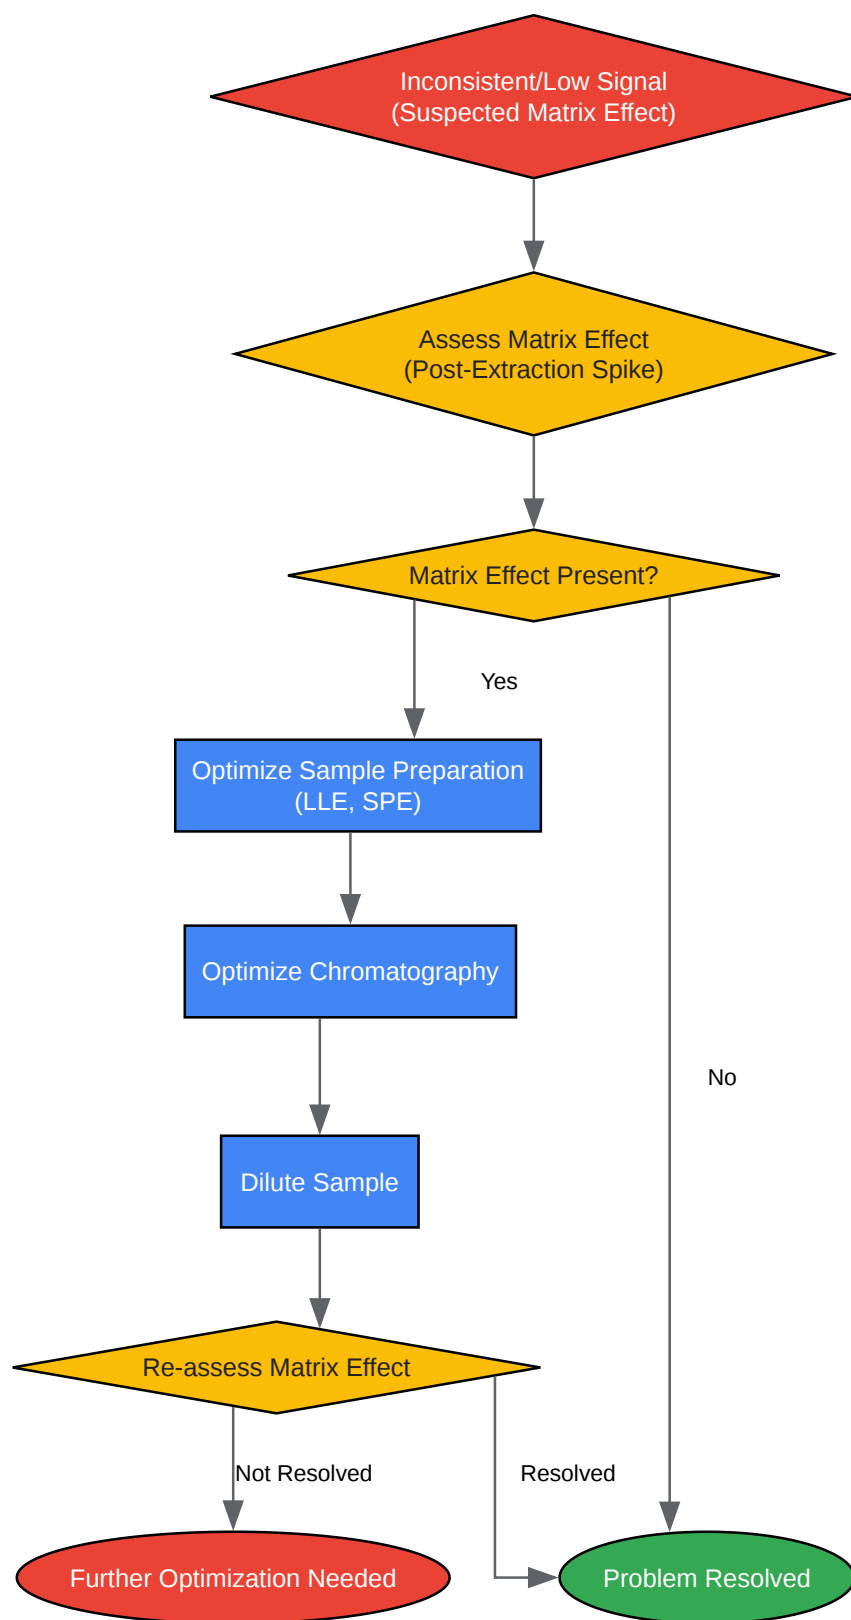 Inconsistent/Low Signal
(Suspected Matrix Effect)
Assess Matrix Effect
(Post-Extraction Spike)
Matrix Effect Present?
Yes
Optimize Sample Preparation
(LLE, SPE)
Optimize Chromatography
No
Dilute Sample
Re-assess Matrix Effect
Not Resolved
Resolved
Further Optimization Needed
Problem Resolved